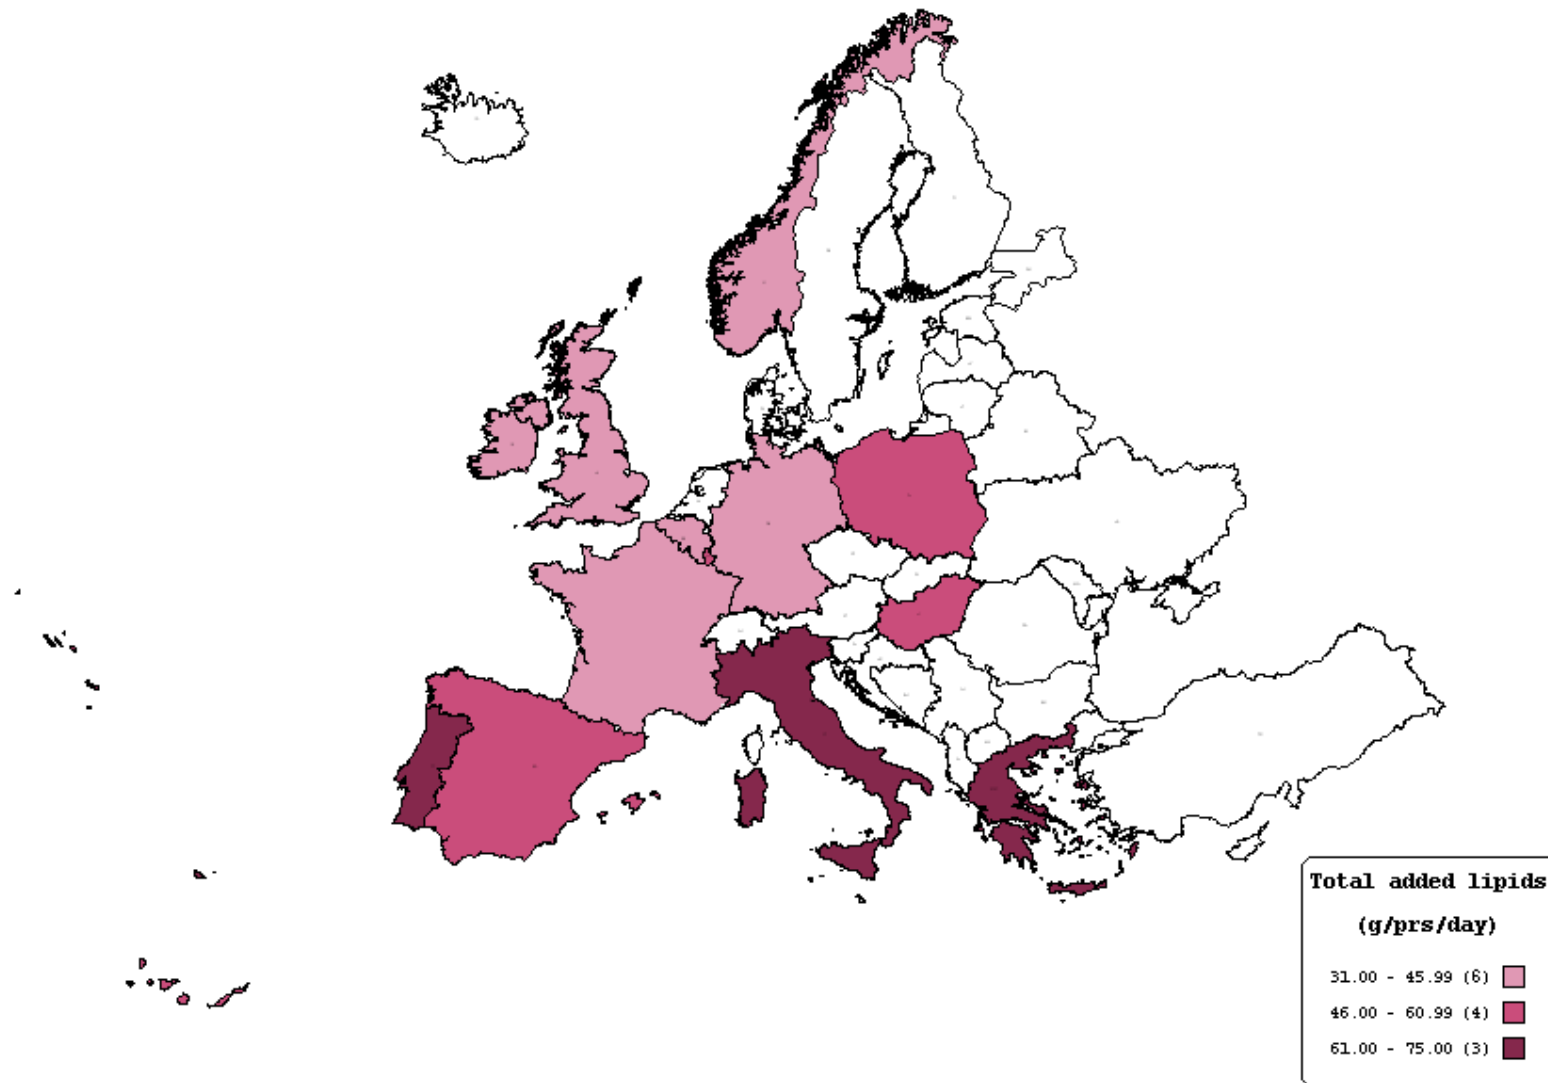 Total added lipids
(g/prs/day)
31.00 - 45.99 (6)
46.00 - 60.99 (4)
61.00 - 75.00 (3)